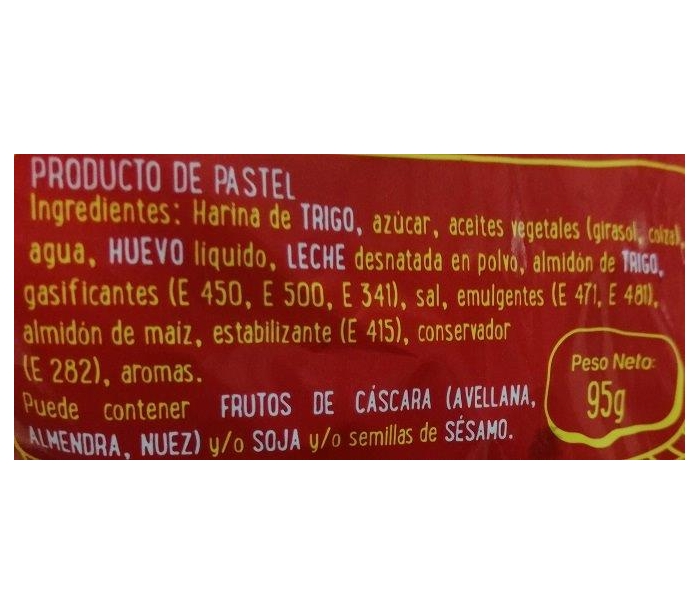 PRODUCTO DE PASTEL
Ingredientes: Harina de TRIGO, azúcar, aceites vegetales (girasol, colza),
agua, HUEVO líquido, LECHE desnatada en polvo, almidón de TRIGO,
gasificantes (E 450, E 500, E 341), sal, emulgentes (E 471, E 481),
almidón de maíz, estabilizante (E 415), conservador
(E 282), aromas.
Puede contener FRUTOS DE CÁSCARA (AVELLANA,
ALMENDRA, NUEZ) y/o SOJA y/o semillas de SÉSAMO.
Peso Neto:
95g